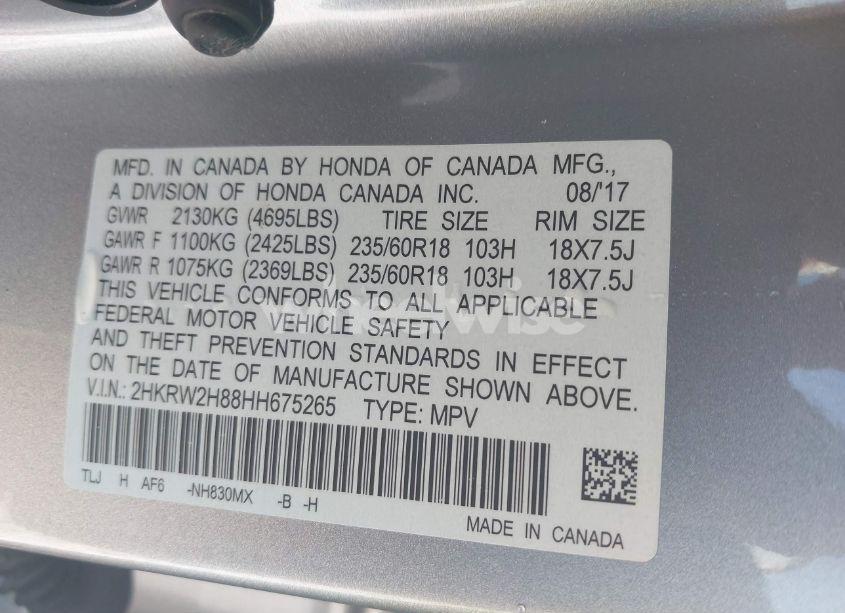 MFD. IN CANADA BY HONDA OF CANADA MFG.,
A DIVISION OF HONDA CANADA INC. 08/'17
GVWR 2130KG (4695LBS) TIRE SIZE RIM SIZE
GAWR F 1100KG (2425LBS) 235/60R18 103H 18X7.5J
GAWR R 1075KG (2369LBS) 235/60R18 103H 18X7.5J
THIS VEHICLE CONFORMS TO ALL APPLICABLE
FEDERAL MOTOR VEHICLE SAFETY
wheelwise
AND THEFT PREVENTION STANDARDS IN EFFECT
ON THE DATE OF MANUFACTURE SHOWN ABOVE.
V.I.N.: 2HKRW2H88HH675265 TYPE: MPV
TLJ H AF6 -NH830MX -B -H
MADE IN CANADA